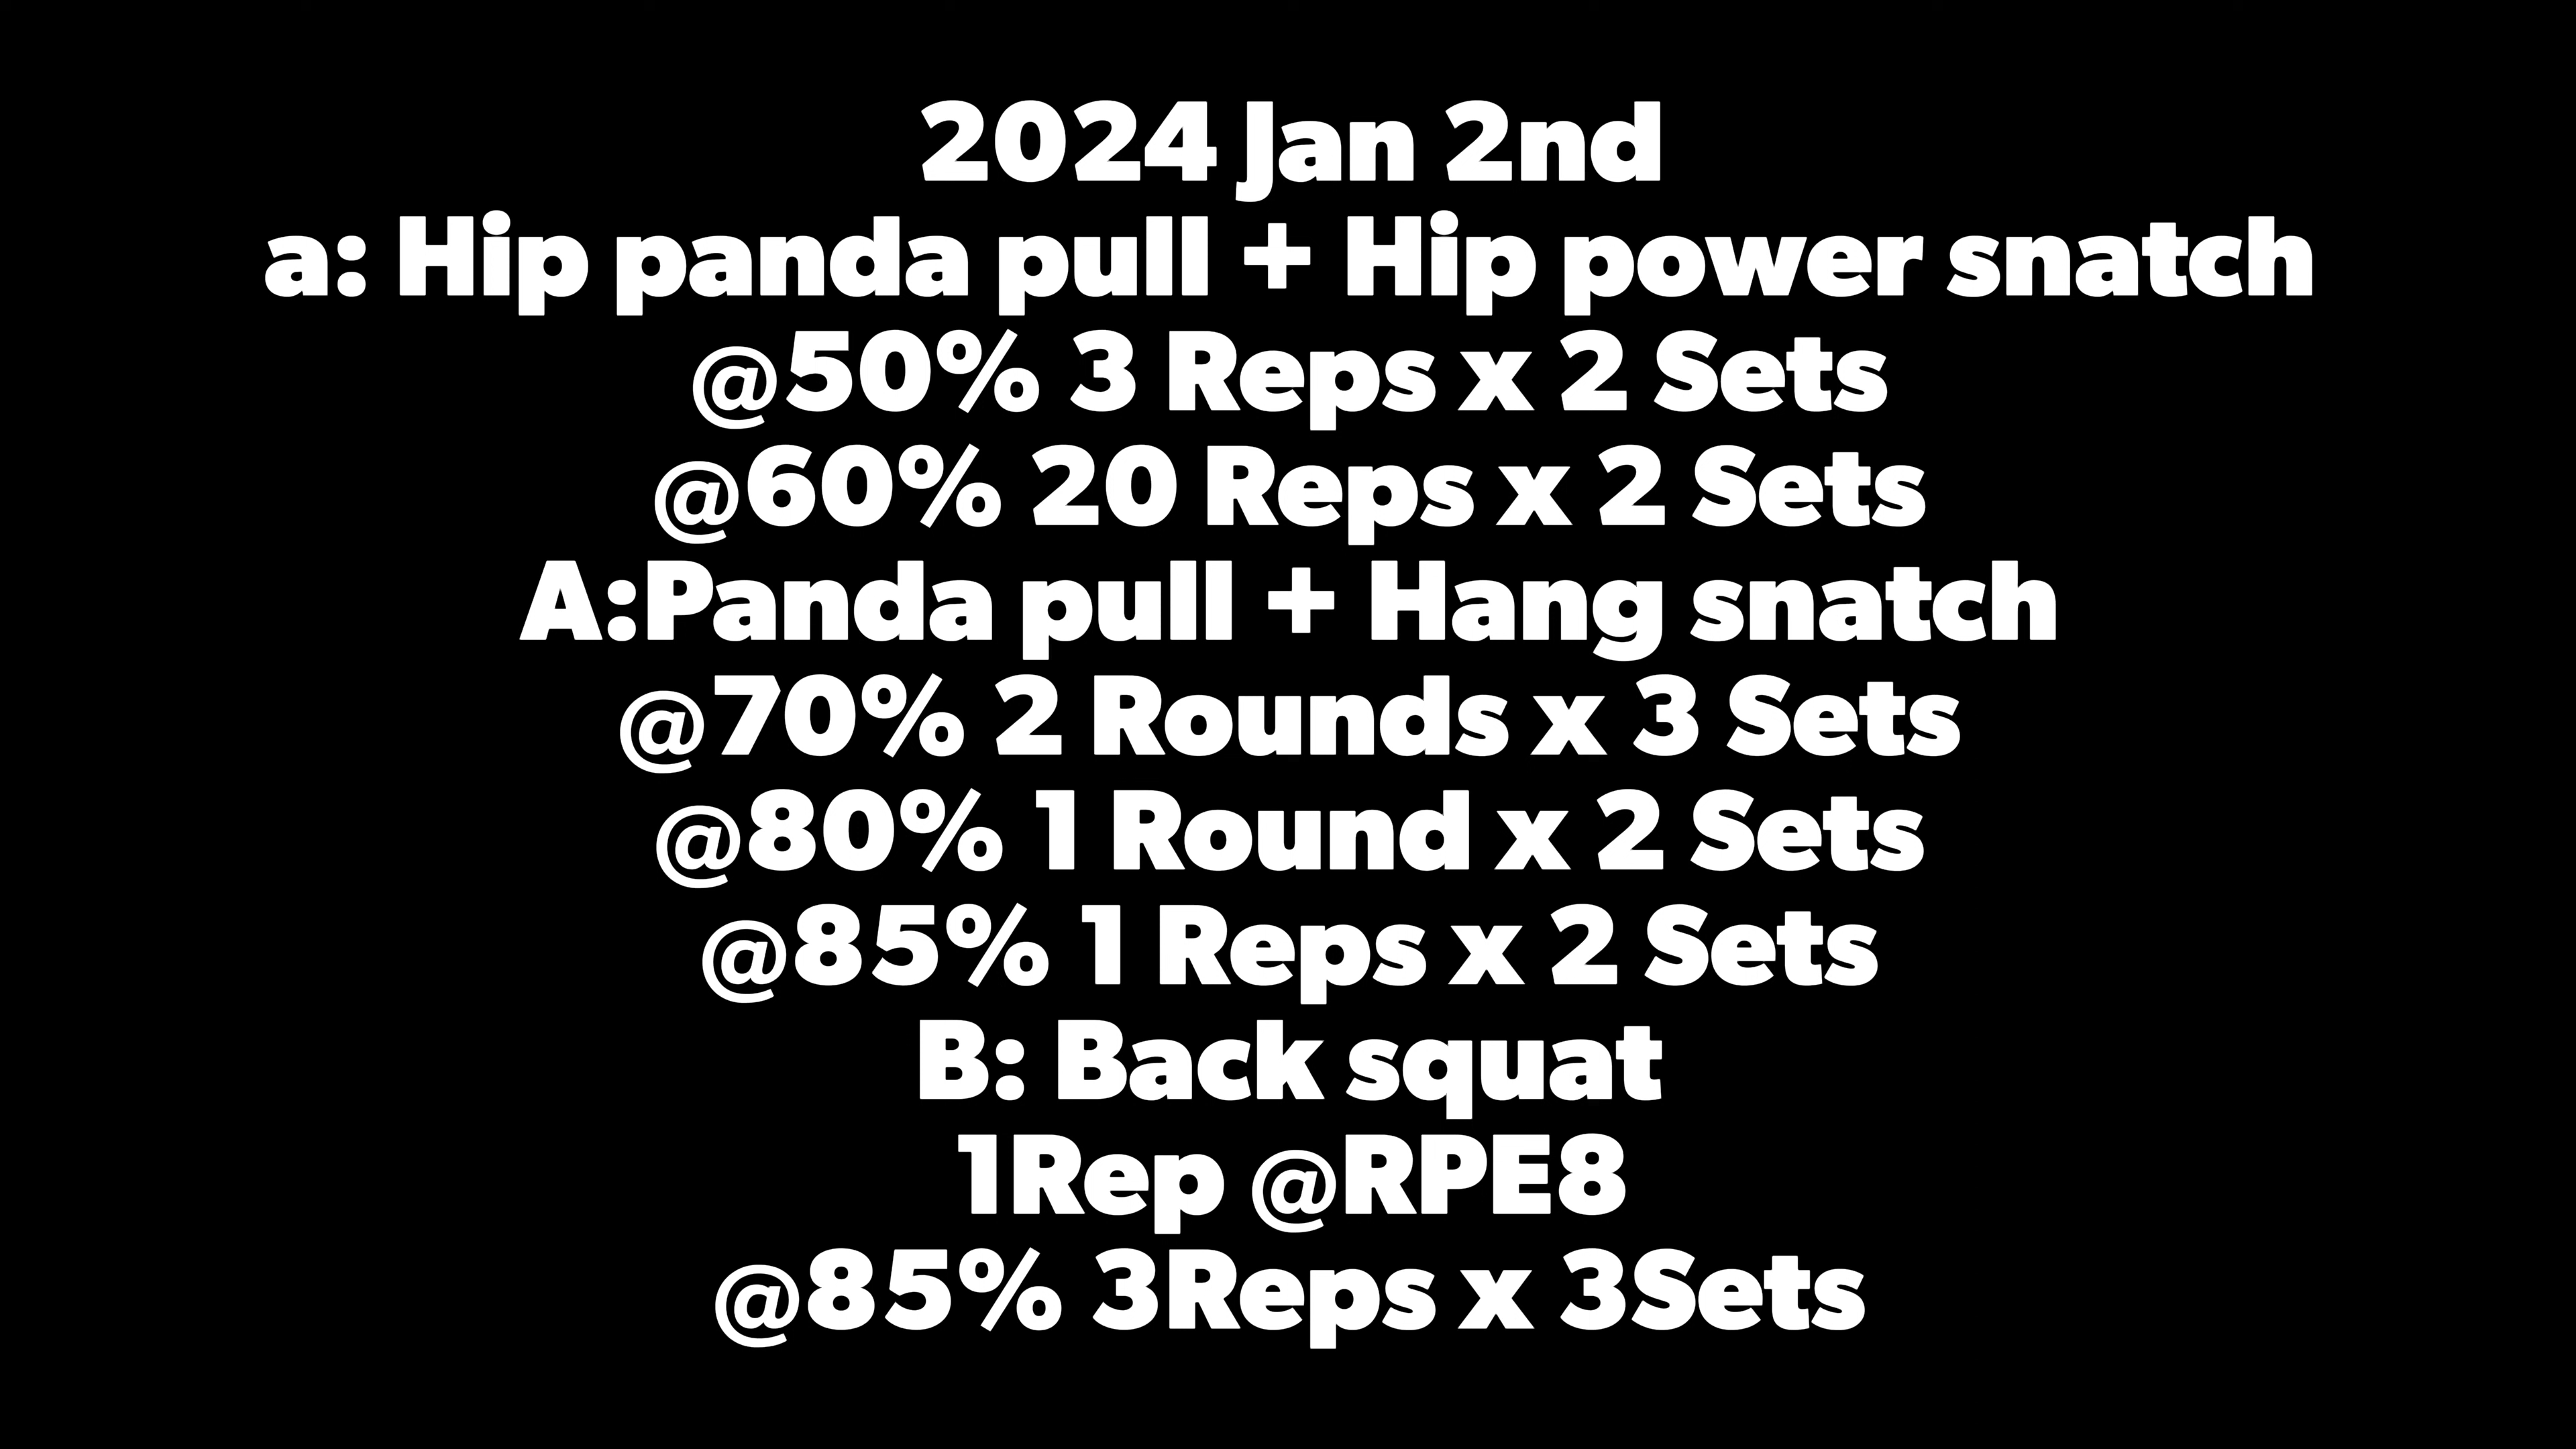 2024 Jan 2nd
a: Hip panda pull + Hip power snatch
@50% 3 Reps x 2 Sets
@60% 20 Reps x 2 Sets
A:Panda pull + Hang snatch
@70% 2 Rounds x 3 Sets
@80% 1 Round x 2 Sets
@85% 1 Reps x 2 Sets
B: Back squat
1Rep @RPE8
@85% 3Reps x 3Sets